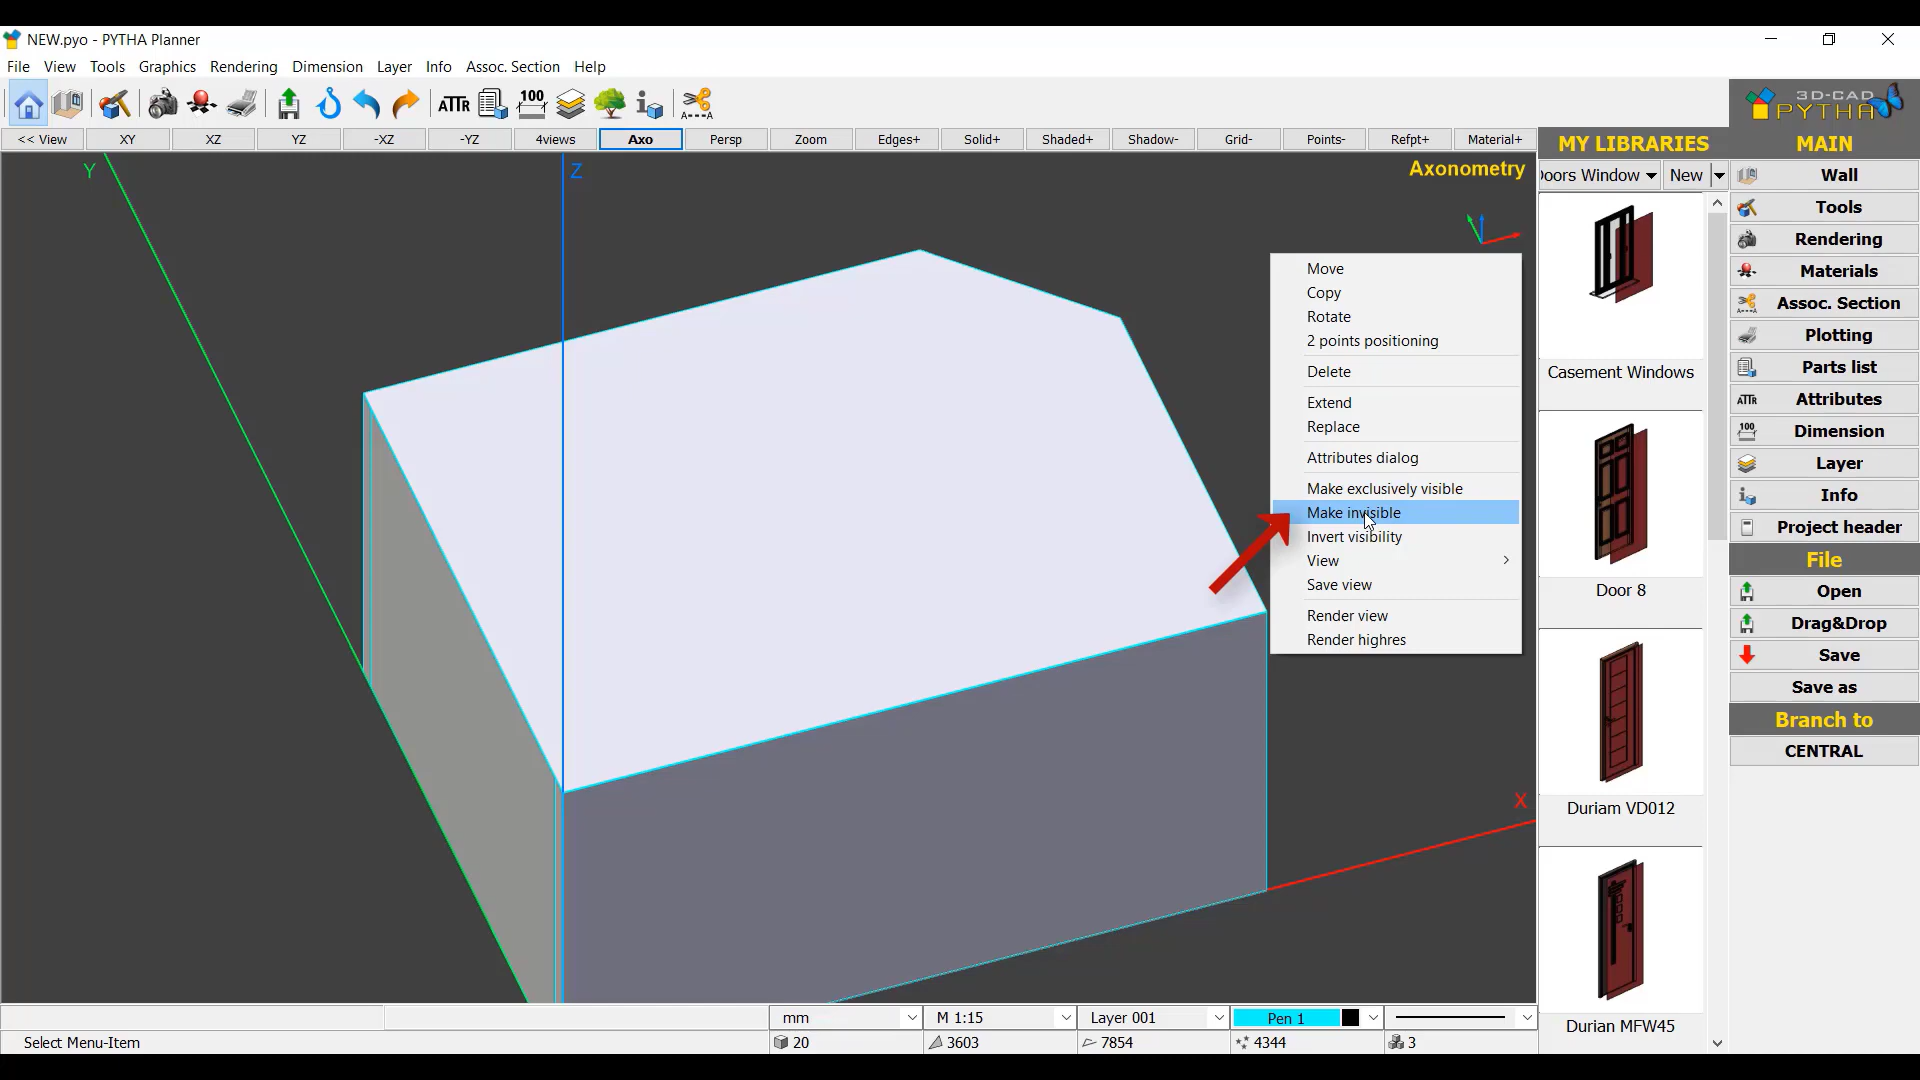 NEW.pyo - PYTHA Planner
File View Tools Graphics Rendering Dimension Layer Info Assoc. Section Help
ATTR 100 A---A
3D-CAD
PYTHA
<< View XY XZ YZ -XZ -YZ 4views Axo Persp Zoom Edges+ Solid+ Shaded+ Shadow- Grid- Points- Refpt+ Material+
MY LIBRARIES
MAIN
Axonometry
Y
Z
X
Move
Copy
Rotate
2 points positioning
Delete
Extend
Replace
Attributes dialog
Make exclusively visible
Make invisible
Invert visibility
View
Save view
Render view
Render highres
Doors Window New
Casement Windows
Door 8
Duriam VD012
Durian MFW45
Wall
Tools
Rendering
Materials
A---A Assoc. Section
Plotting
Parts list
ATTR Attributes
100 Dimension
Layer
Info
Project header
File
Open
Drag&Drop
Save
Save as
Branch to
CENTRAL
mm M 1:15 Layer 001 Pen 1
Select Menu-Item 20 3603 7854 4344 3